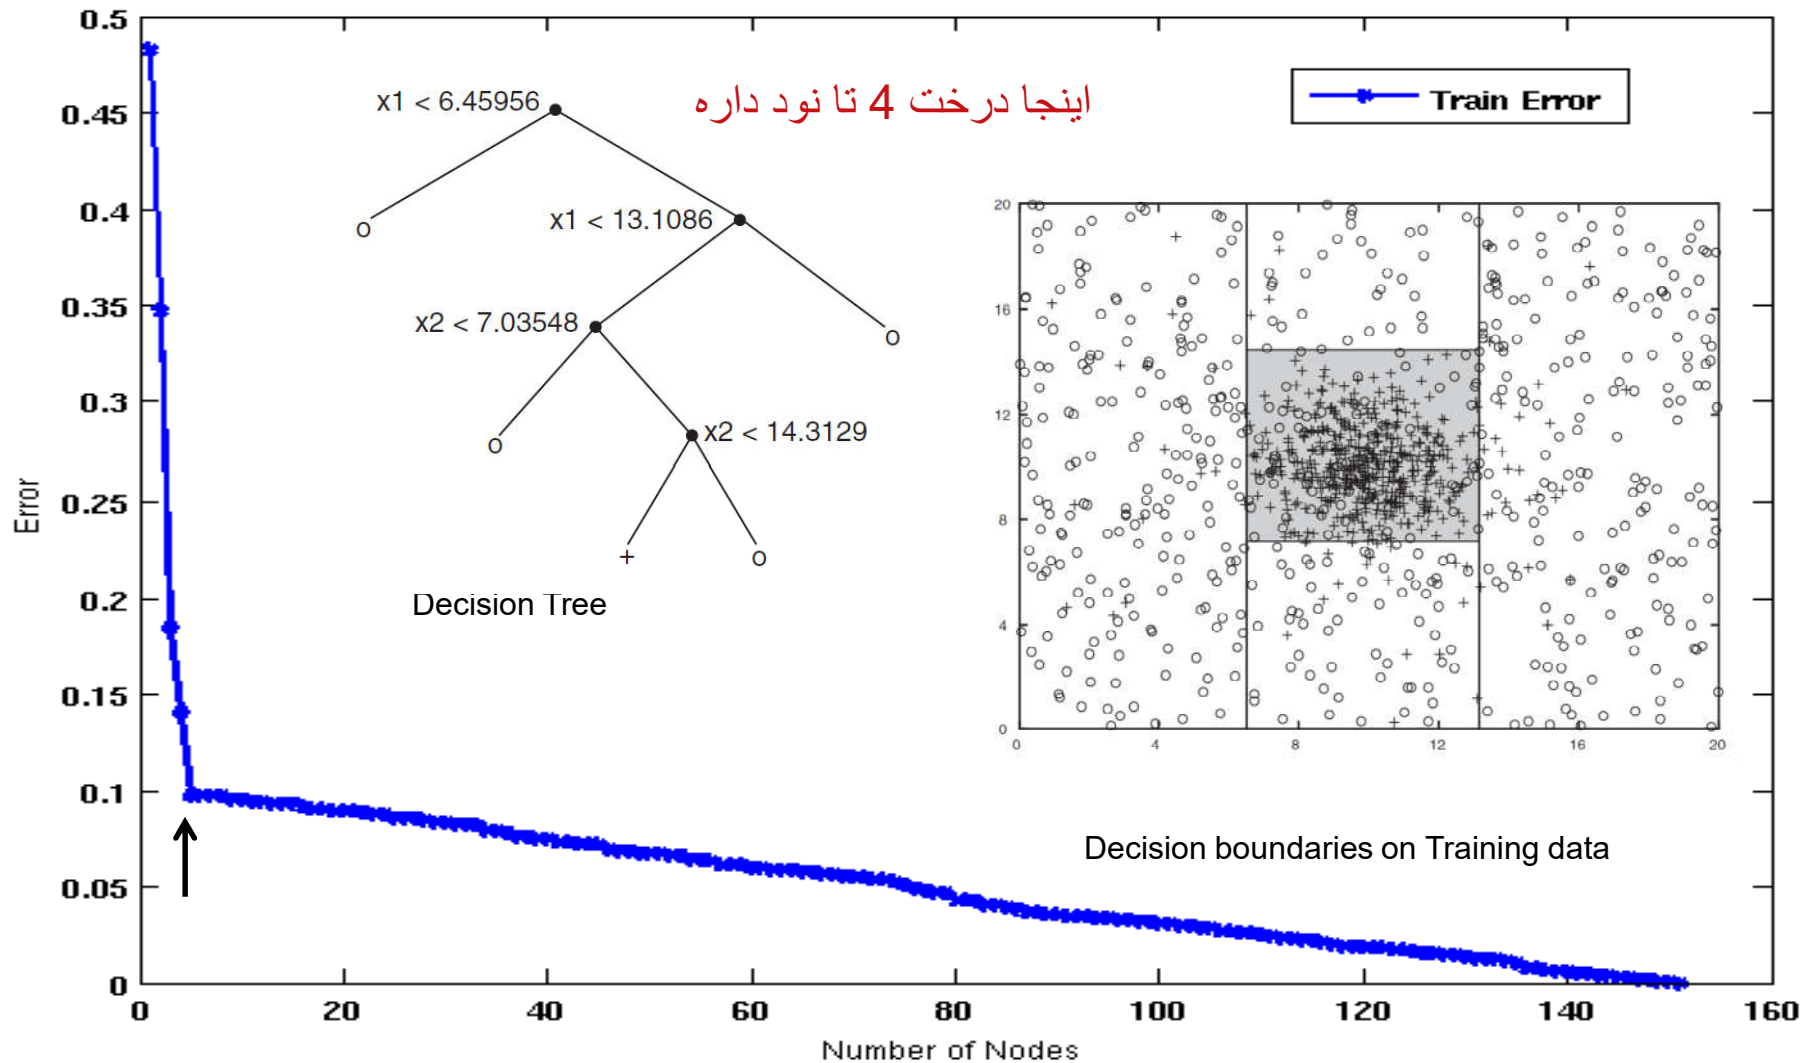 0.5
0.45
0.4
0.35
0.3
0.25
0.2
0.15
0.1
0.05
0
Error
0
20
40
60
80
100
120
140
160
Number of Nodes
Train Error
اینجا درخت 4 تا نود داره
x1 < 6.45956
o
x1 < 13.1086
x2 < 7.03548
o
o
x2 < 14.3129
+
o
Decision Tree
20
16
12
8
4
0
0
4
8
12
16
20
Decision boundaries on Training data